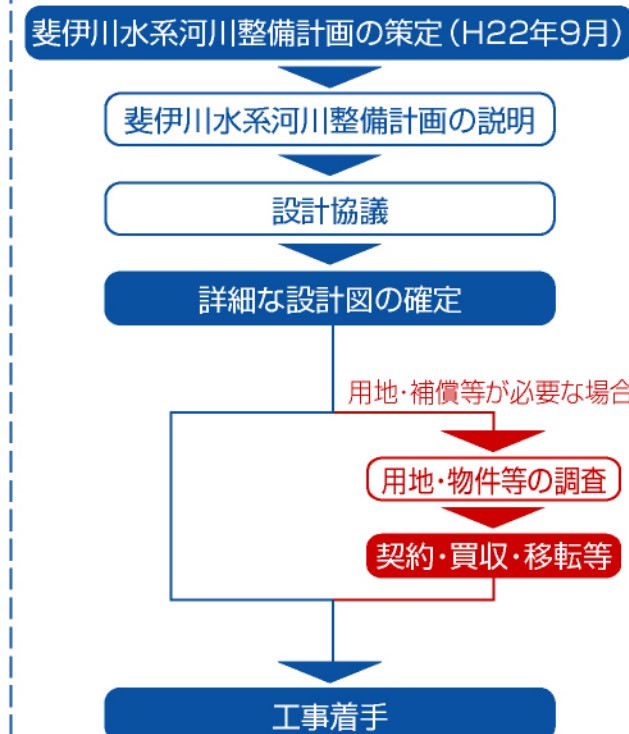 斐伊川水系河川整備計画の策定(H22年9月)
斐伊川水系河川整備計画の説明
設計協議
詳細な設計図の確定
用地・補償等が必要な場合
用地・物件等の調査
契約・買収・移転等
工事着手